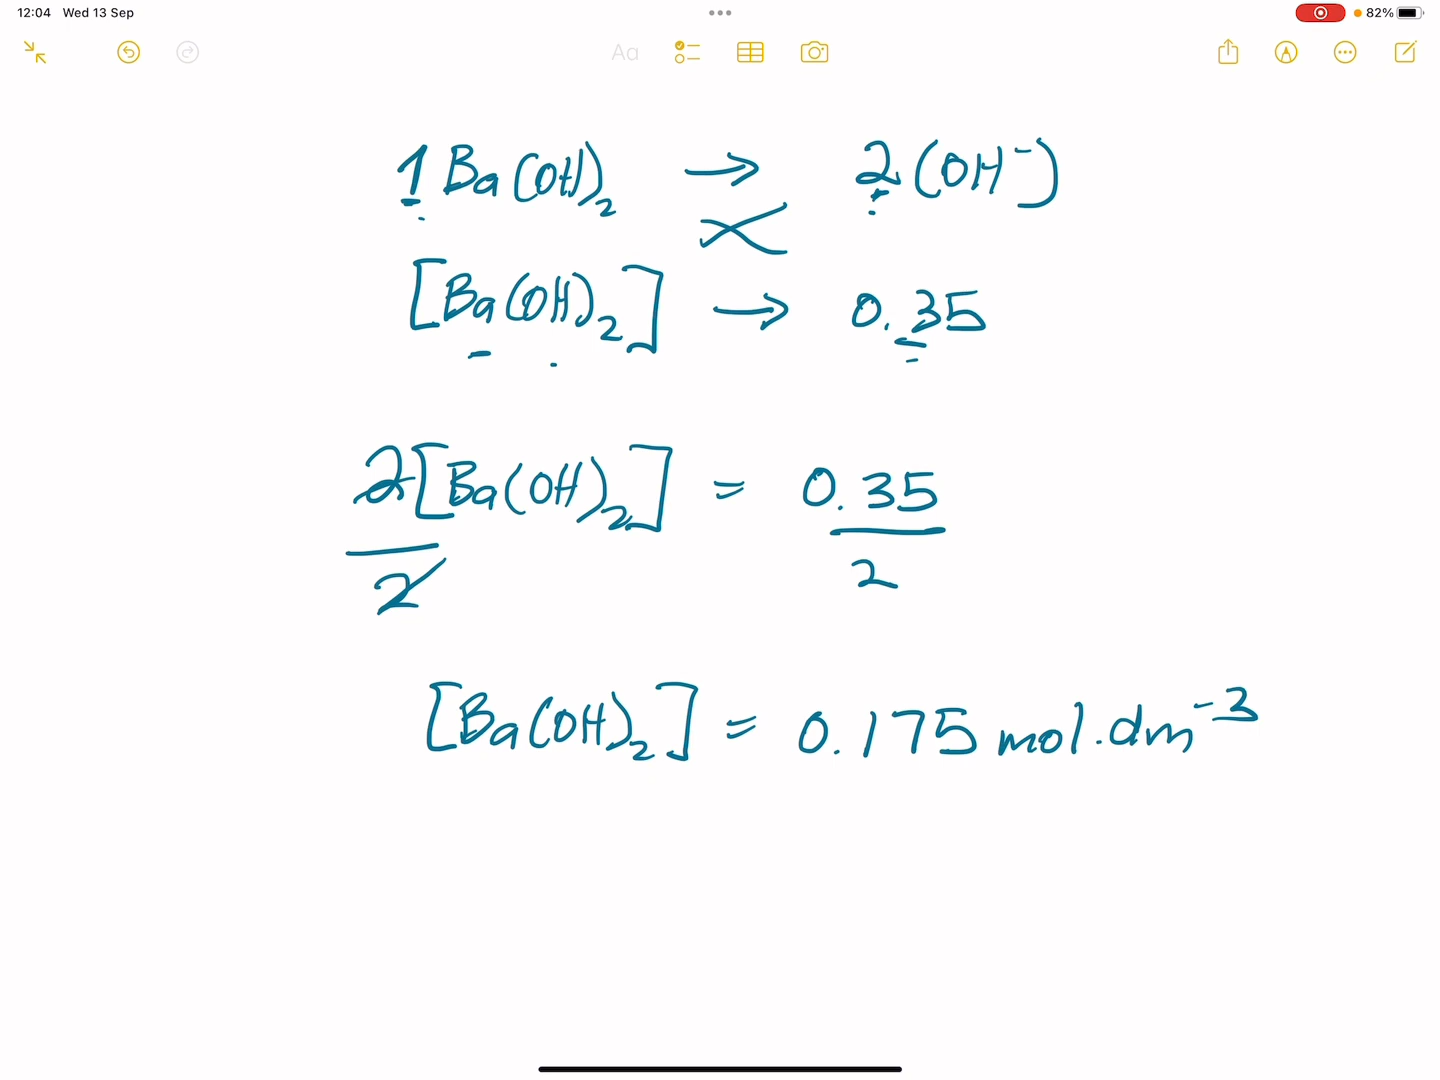 12:04 Wed 13 Sep 82%
Aa
1 Ba(OH)₂ → 2(OH⁻)
[Ba(OH)₂] → 0.35
2[Ba(OH)₂] = 0.35
2 2
[Ba(OH)₂] = 0.175 mol.dm⁻³